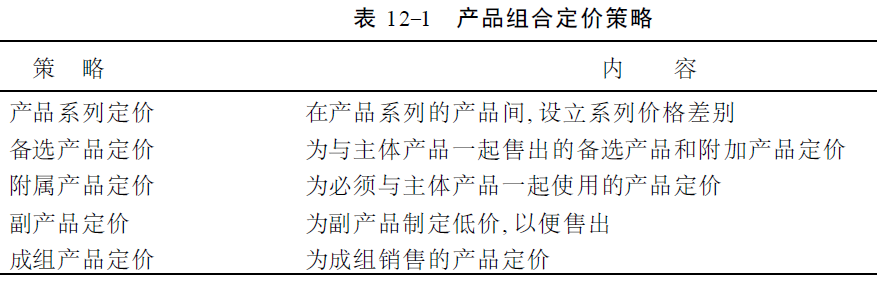 表 12-1 产品组合定价策略
策 略 内 容
产品系列定价 在产品系列的产品间,设立系列价格差别
备选产品定价 为与主体产品一起售出的备选产品和附加产品定价
附属产品定价 为必须与主体产品一起使用的产品定价
副产品定价 为副产品制定低价,以便售出
成组产品定价 为成组销售的产品定价